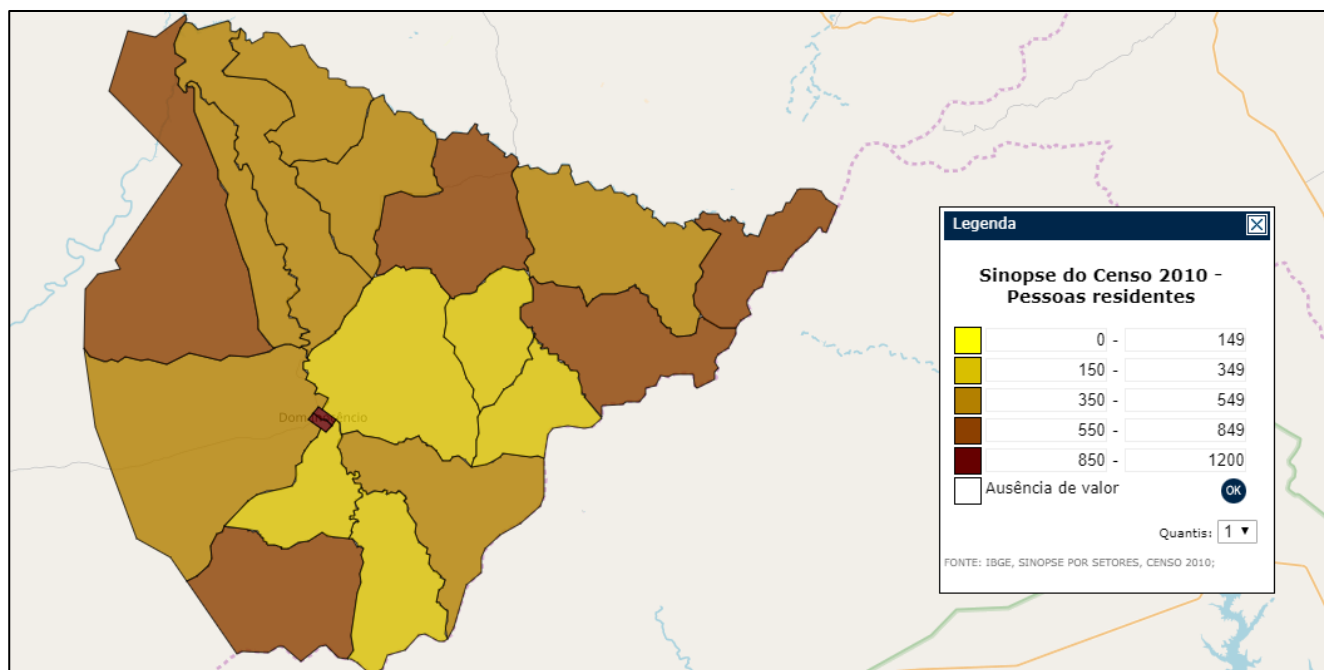 Legenda
Sinopse do Censo 2010 -
Pessoas residentes
0 - 149
150 - 349
350 - 549
550 - 849
850 - 1200
Ausência de valor OK
Quantis: 1
FONTE: IBGE, SINOPSE POR SETORES, CENSO 2010;